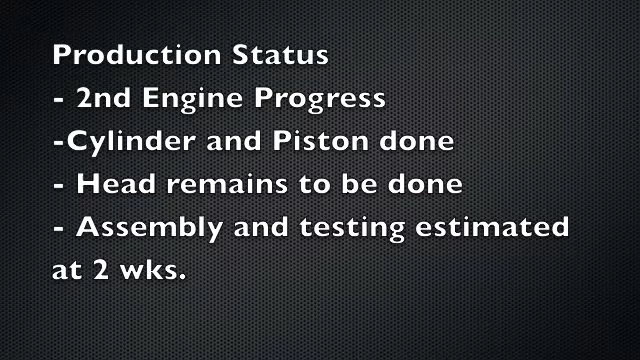 Production Status
- 2nd Engine Progress
-Cylinder and Piston done
- Head remains to be done
- Assembly and testing estimated
at 2 wks.